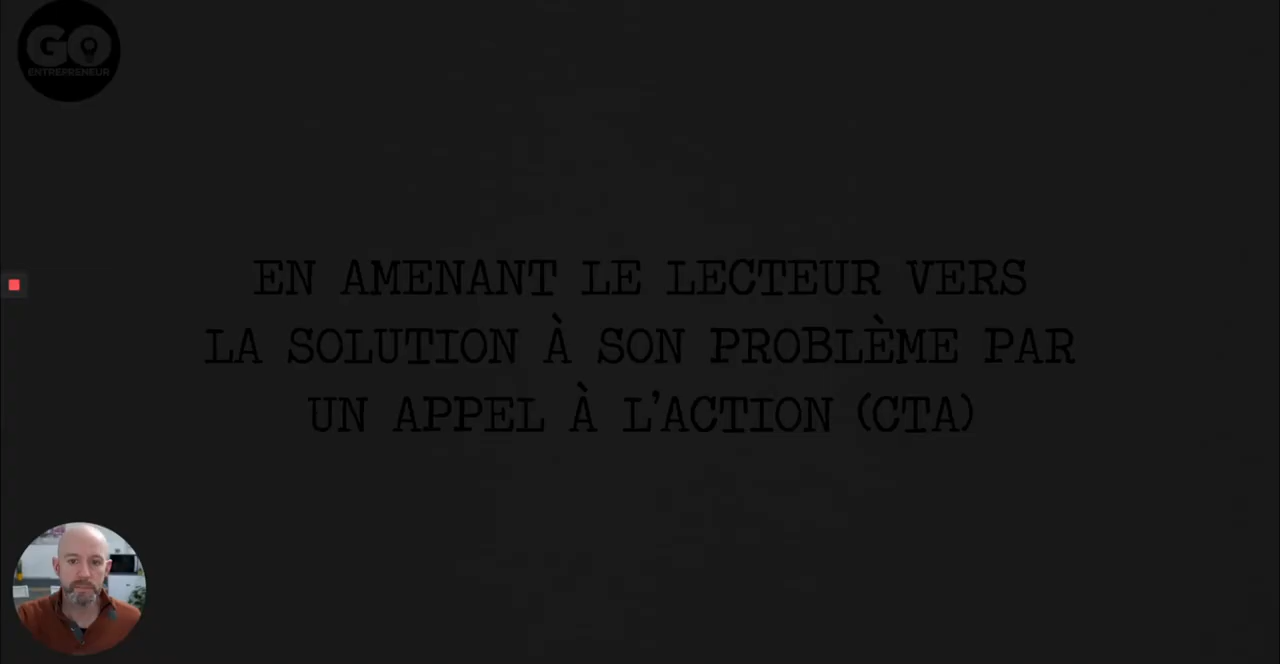 GO
ENTREPRENEUR
EN AMENANT LE LECTEUR VERS
LA SOLUTION À SON PROBLÈME PAR
UN APPEL À L'ACTION (CTA)